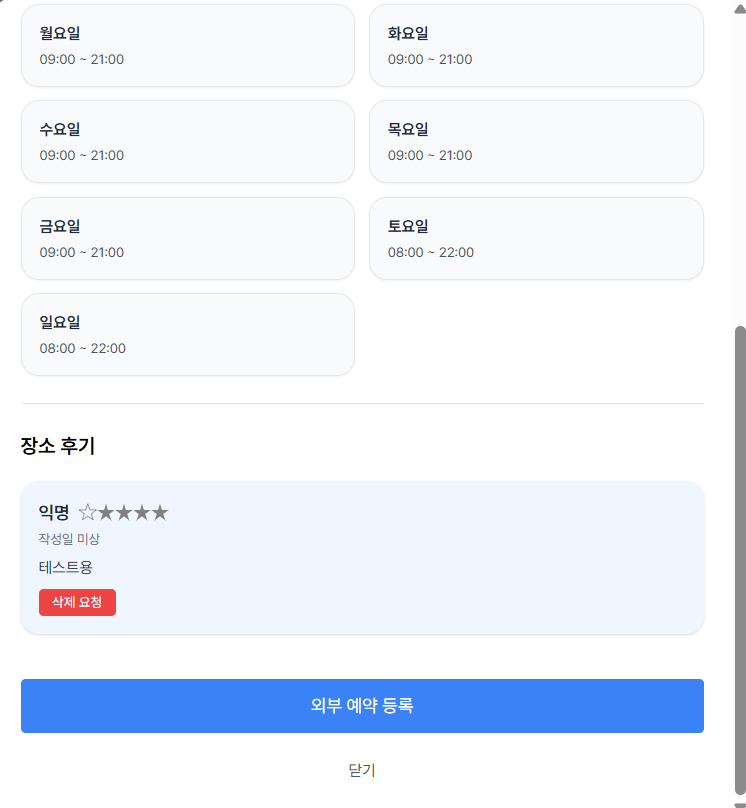 월요일
09:00 ~ 21:00
화요일
09:00 ~ 21:00
수요일
09:00 ~ 21:00
목요일
09:00 ~ 21:00
금요일
09:00 ~ 21:00
토요일
08:00 ~ 22:00
일요일
08:00 ~ 22:00
장소 후기
익명 ☆★★★★
작성일 미상
테스트용
삭제 요청
외부 예약 등록
닫기